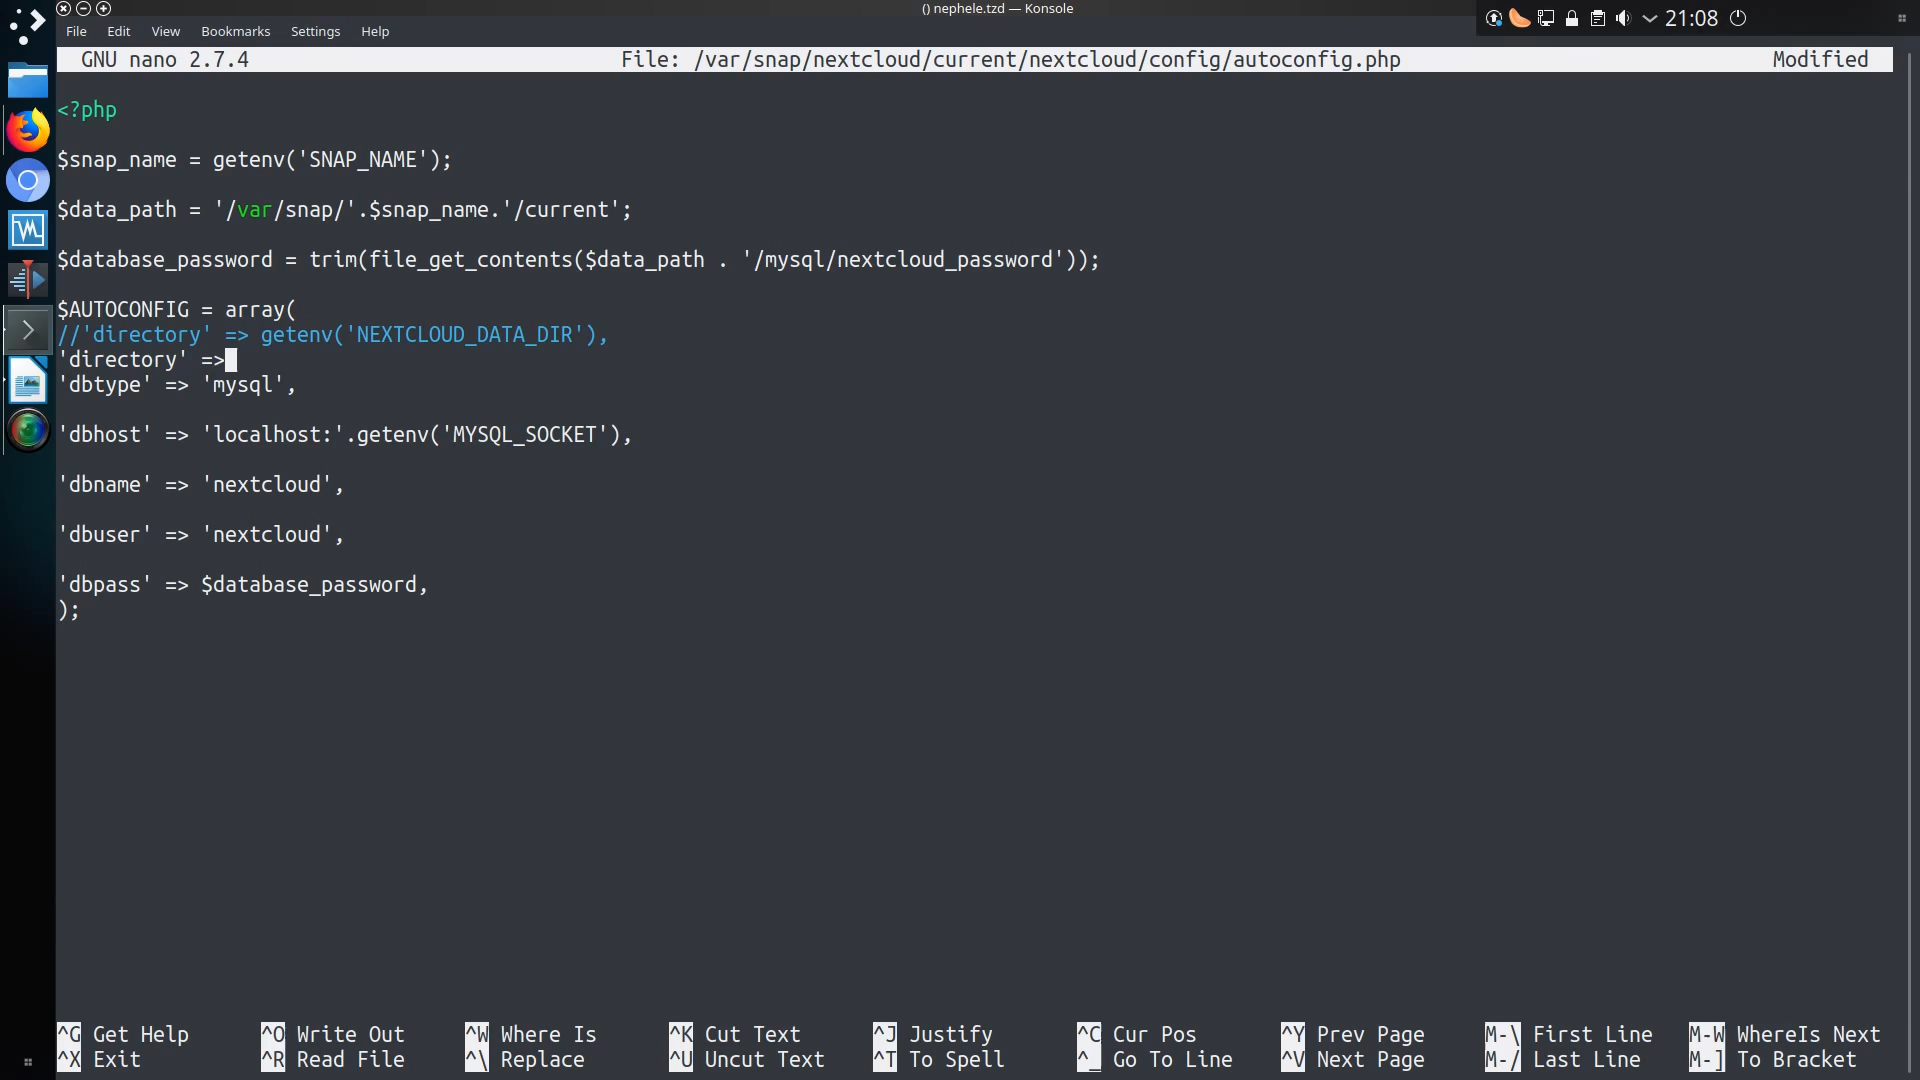 () nephele.tzd — Konsole
File Edit View Bookmarks Settings Help
21:08
GNU nano 2.7.4 File: /var/snap/nextcloud/current/nextcloud/config/autoconfig.php Modified
<?php
$snap_name = getenv('SNAP_NAME');
$data_path = '/var/snap/'.$snap_name.'/current';
$database_password = trim(file_get_contents($data_path . '/mysql/nextcloud_password'));
$AUTOCONFIG = array(
//'directory' => getenv('NEXTCLOUD_DATA_DIR'),
'directory' =>
'dbtype' => 'mysql',
'dbhost' => 'localhost:'.getenv('MYSQL_SOCKET'),
'dbname' => 'nextcloud',
'dbuser' => 'nextcloud',
'dbpass' => $database_password,
);
^G Get Help ^O Write Out ^W Where Is ^K Cut Text ^J Justify ^C Cur Pos ^Y Prev Page M-\ First Line M-W WhereIs Next
^X Exit ^R Read File ^\ Replace ^U Uncut Text ^T To Spell ^_ Go To Line ^V Next Page M-/ Last Line M-] To Bracket